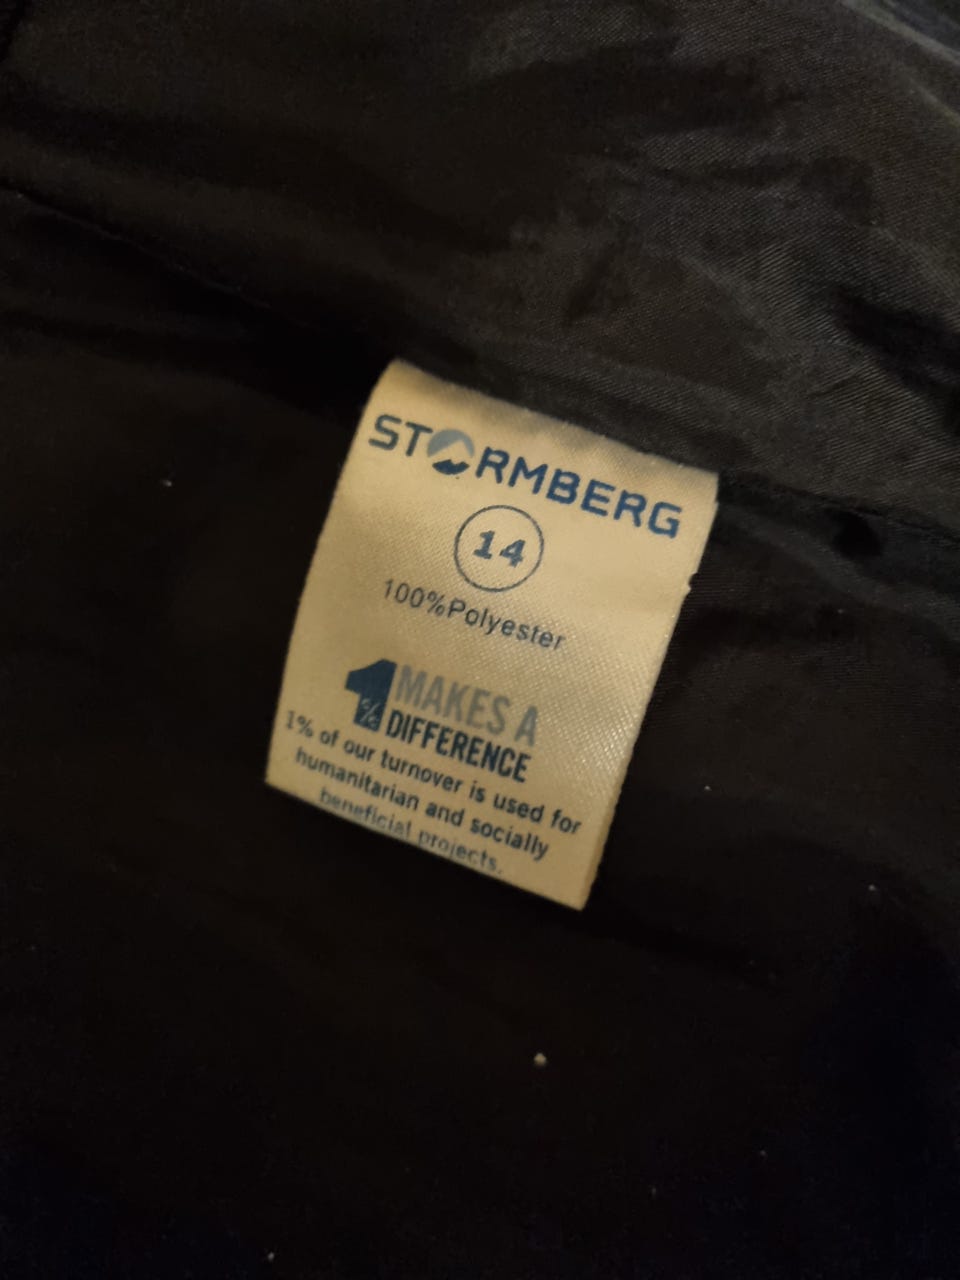 STORMBERG
14
100%Polyester
1% MAKES A
DIFFERENCE
1% of our turnover is used for
humanitarian and socially
beneficial projects.